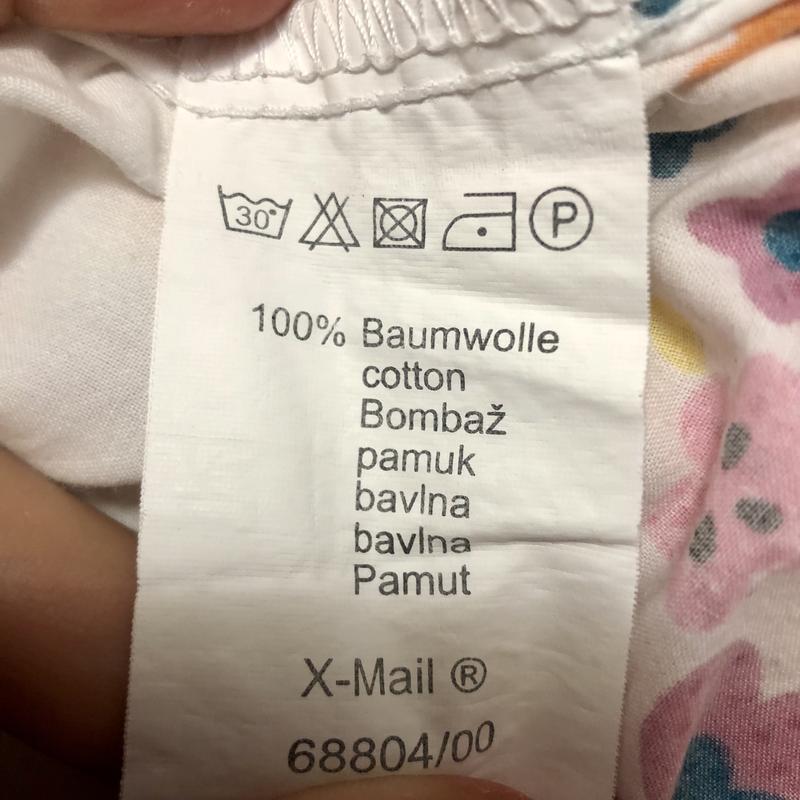 30°
P
100% Baumwolle
cotton
Bombaž
pamuk
bavlna
bavlna
Pamut
X-Mail ®
68804/00